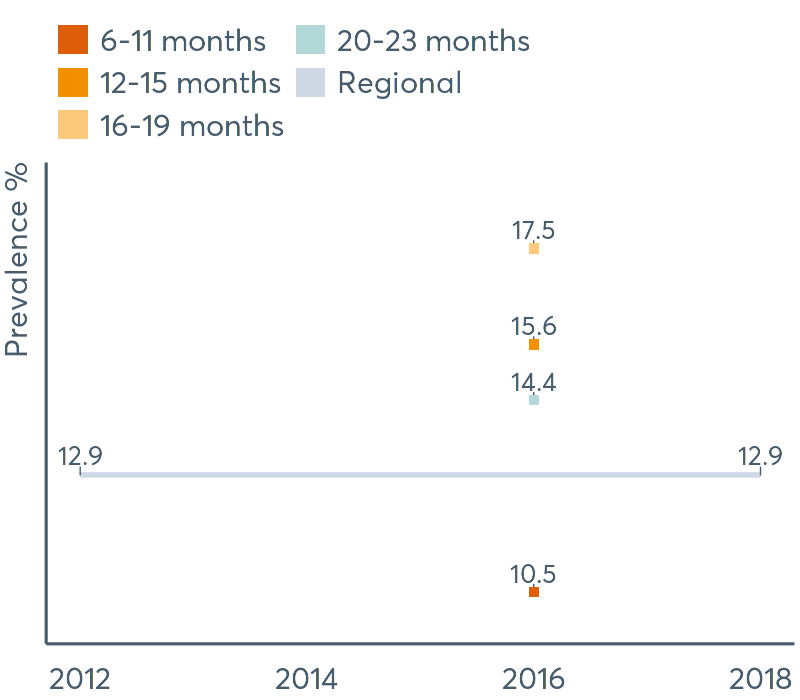 6-11 months
20-23 months
12-15 months
Regional
16-19 months
Prevalence %
17.5
15.6
14.4
12.9
12.9
10.5
2012
2014
2016
2018